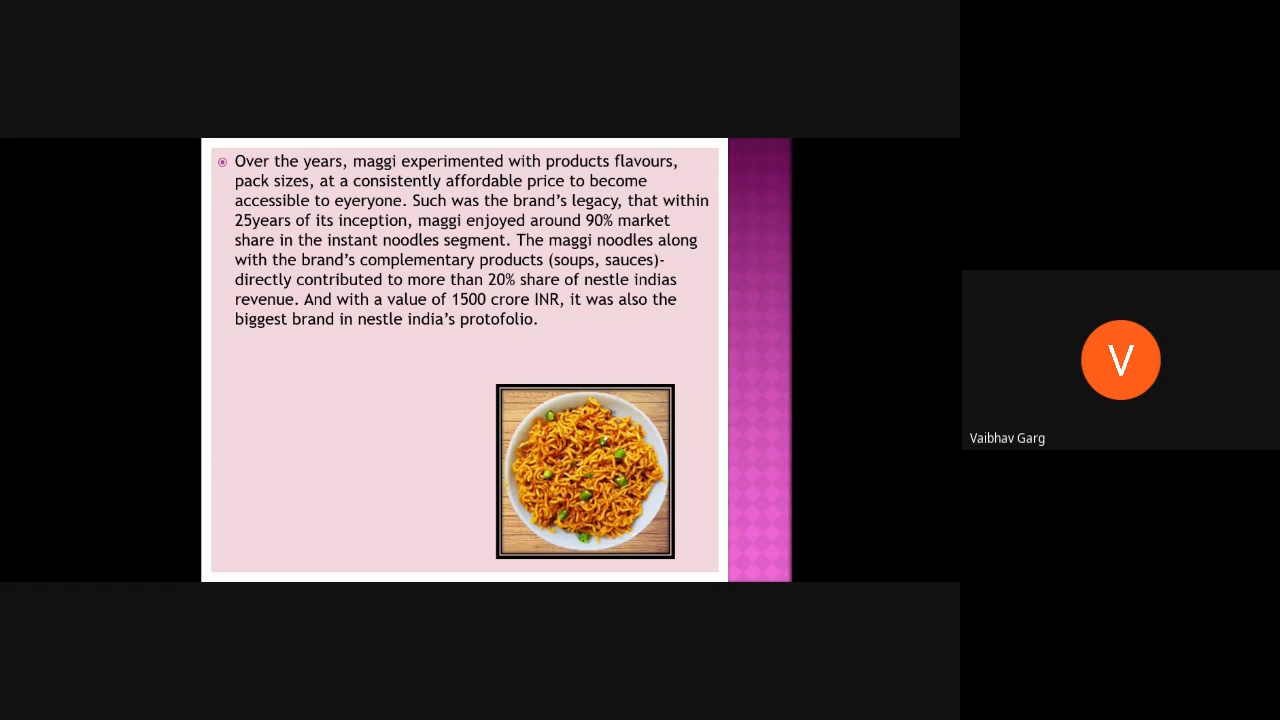 Over the years, maggi experimented with products flavours,
pack sizes, at a consistently affordable price to become
accessible to eyeryone. Such was the brand's legacy, that within
25years of its inception, maggi enjoyed around 90% market
share in the instant noodles segment. The maggi noodles along
with the brand's complementary products (soups, sauces)-
directly contributed to more than 20% share of nestle indias
revenue. And with a value of 1500 crore INR, it was also the
biggest brand in nestle india's protofolio.
V
Vaibhav Garg